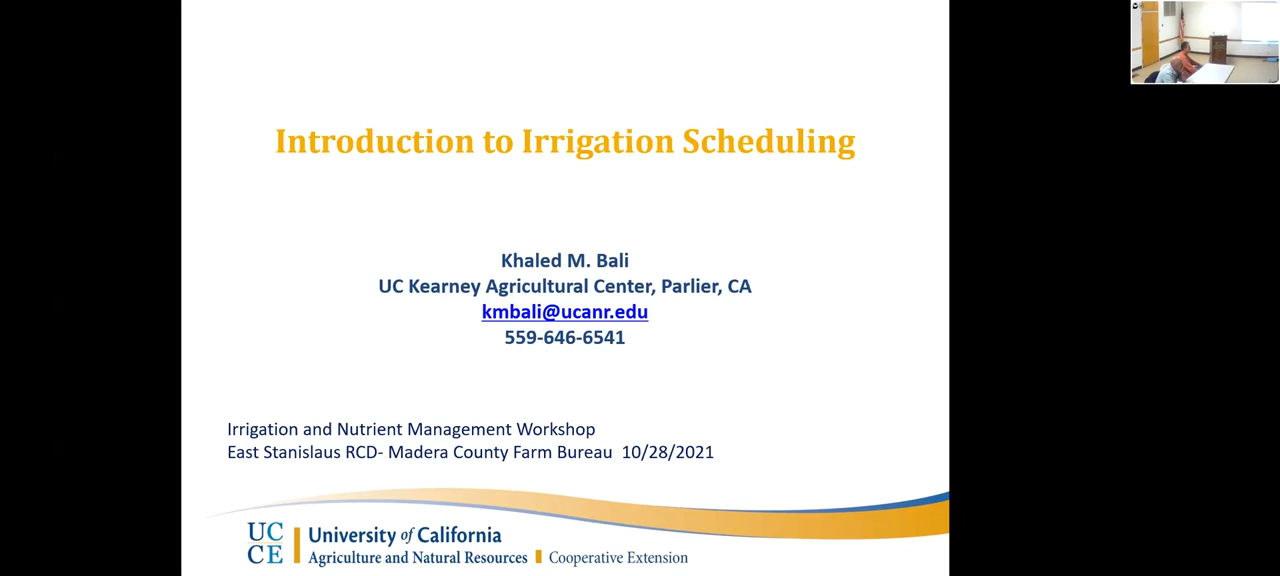 Introduction to Irrigation Scheduling
Khaled M. Bali
UC Kearney Agricultural Center, Parlier, CA
kmbali@ucanr.edu
559-646-6541
Irrigation and Nutrient Management Workshop
East Stanislaus RCD- Madera County Farm Bureau 10/28/2021
UC
CE
University of California
Agriculture and Natural Resources
Cooperative Extension